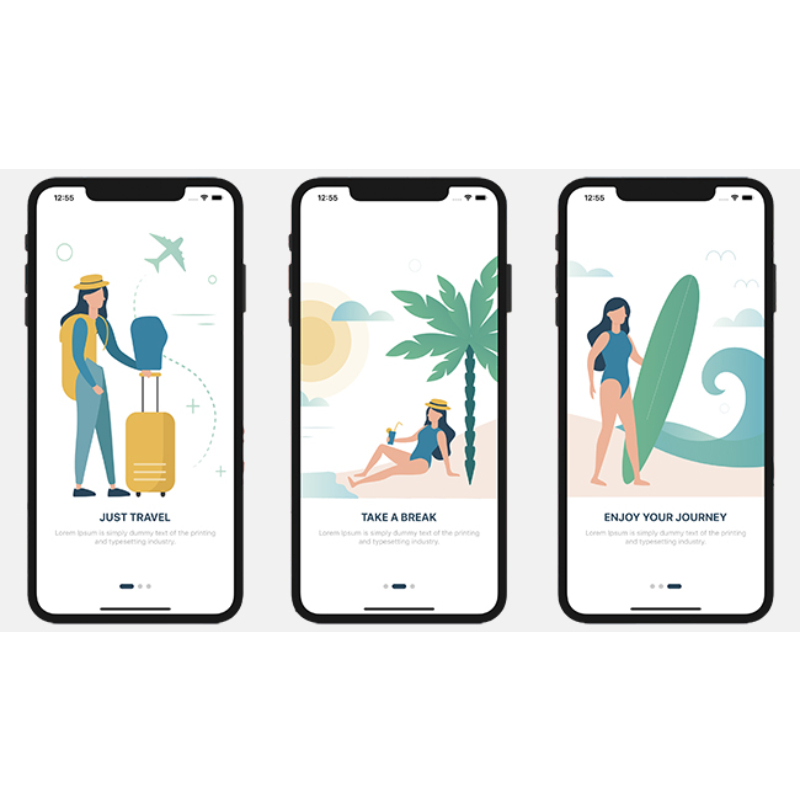 12:55
JUST TRAVEL
Lorem Ipsum is simply dummy text of the printing
and typesetting industry.
12:55
TAKE A BREAK
Lorem Ipsum is simply dummy text of the printing
and typesetting industry.
12:55
ENJOY YOUR JOURNEY
Lorem Ipsum is simply dummy text of the printing
and typesetting industry.